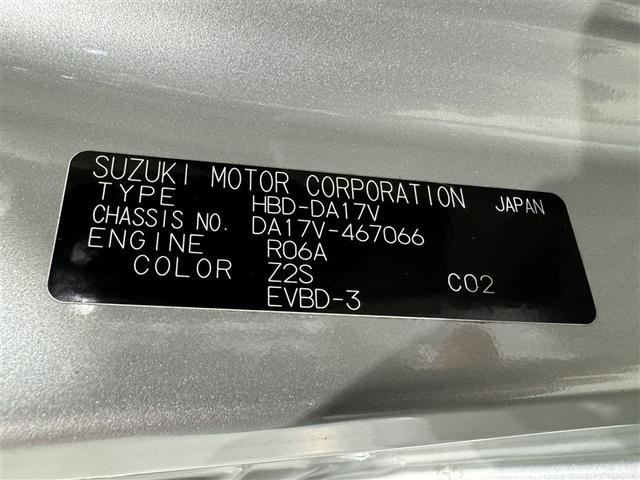 SUZUKI MOTOR CORPORATION JAPAN
TYPE HBD-DA17V
CHASSIS NO. DA17V-467066
ENGINE R06A
COLOR Z2S C02
EVBD-3